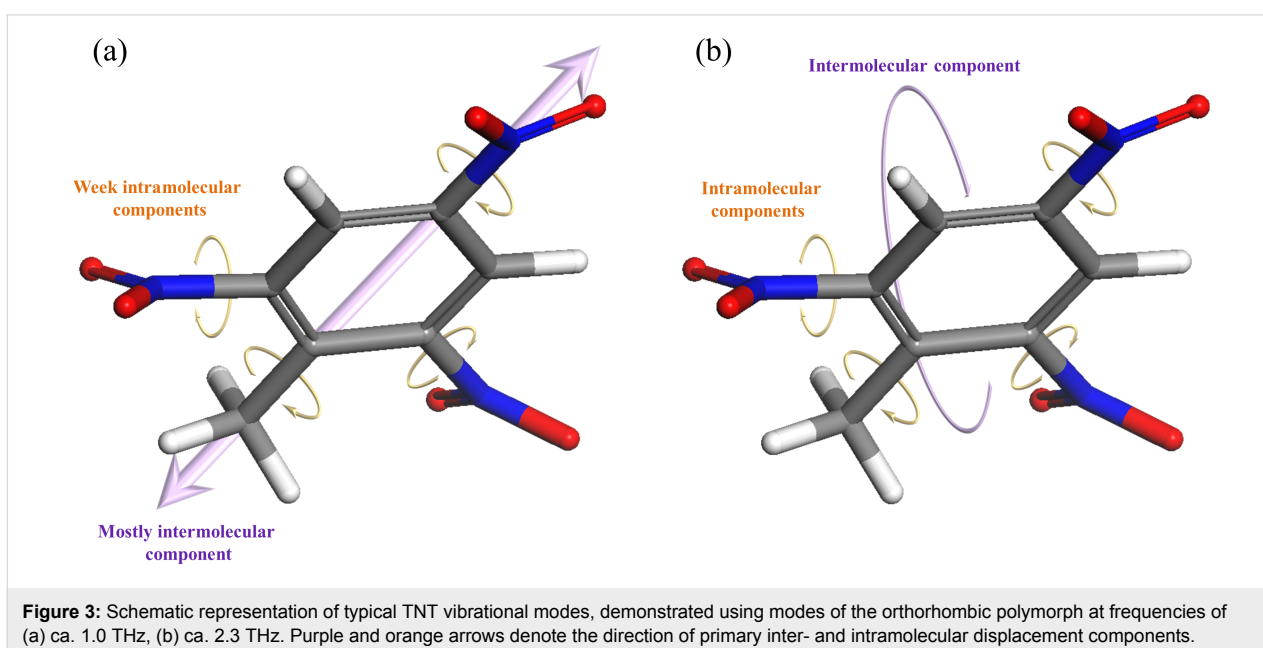 (a)
(b)
Intermolecular component
Week intramolecular
components
Intramolecular
components
Mostly intermolecular
component
Figure 3: Schematic representation of typical TNT vibrational modes, demonstrated using modes of the orthorhombic polymorph at frequencies of
(a) ca. 1.0 THz, (b) ca. 2.3 THz. Purple and orange arrows denote the direction of primary inter- and intramolecular displacement components.